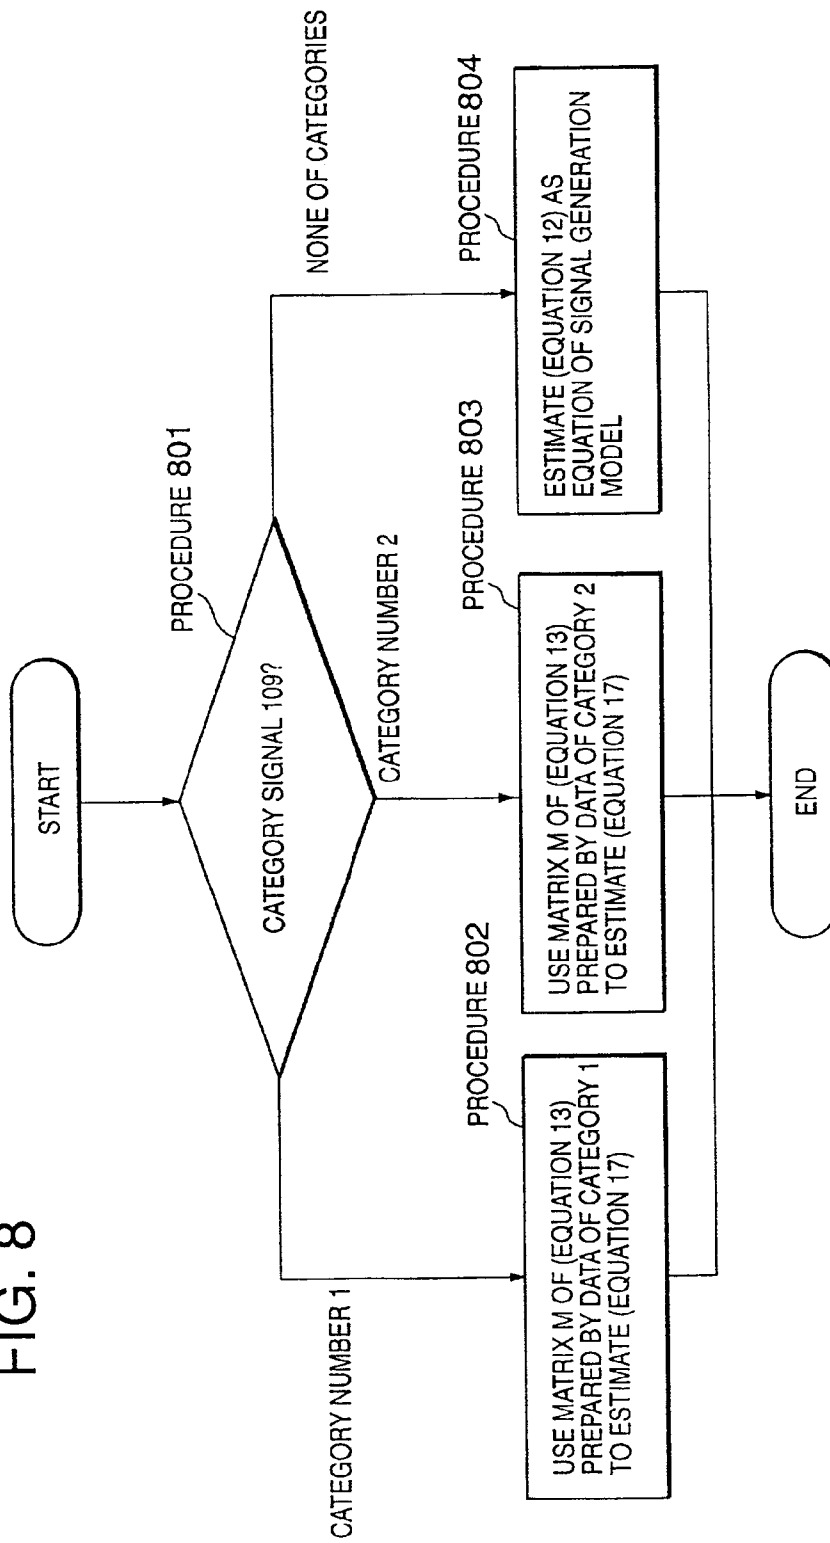 FIG. 8
START
PROCEDURE 801
CATEGORY SIGNAL 109?
CATEGORY NUMBER 1
CATEGORY NUMBER 2
NONE OF CATEGORIES
PROCEDURE 802
USE MATRIX M OF (EQUATION 13)
PREPARED BY DATA OF CATEGORY 1
TO ESTIMATE (EQUATION 17)
PROCEDURE 803
USE MATRIX M OF (EQUATION 13)
PREPARED BY DATA OF CATEGORY 2
TO ESTIMATE (EQUATION 17)
PROCEDURE 804
ESTIMATE (EQUATION 12) AS
EQUATION OF SIGNAL GENERATION
MODEL
END